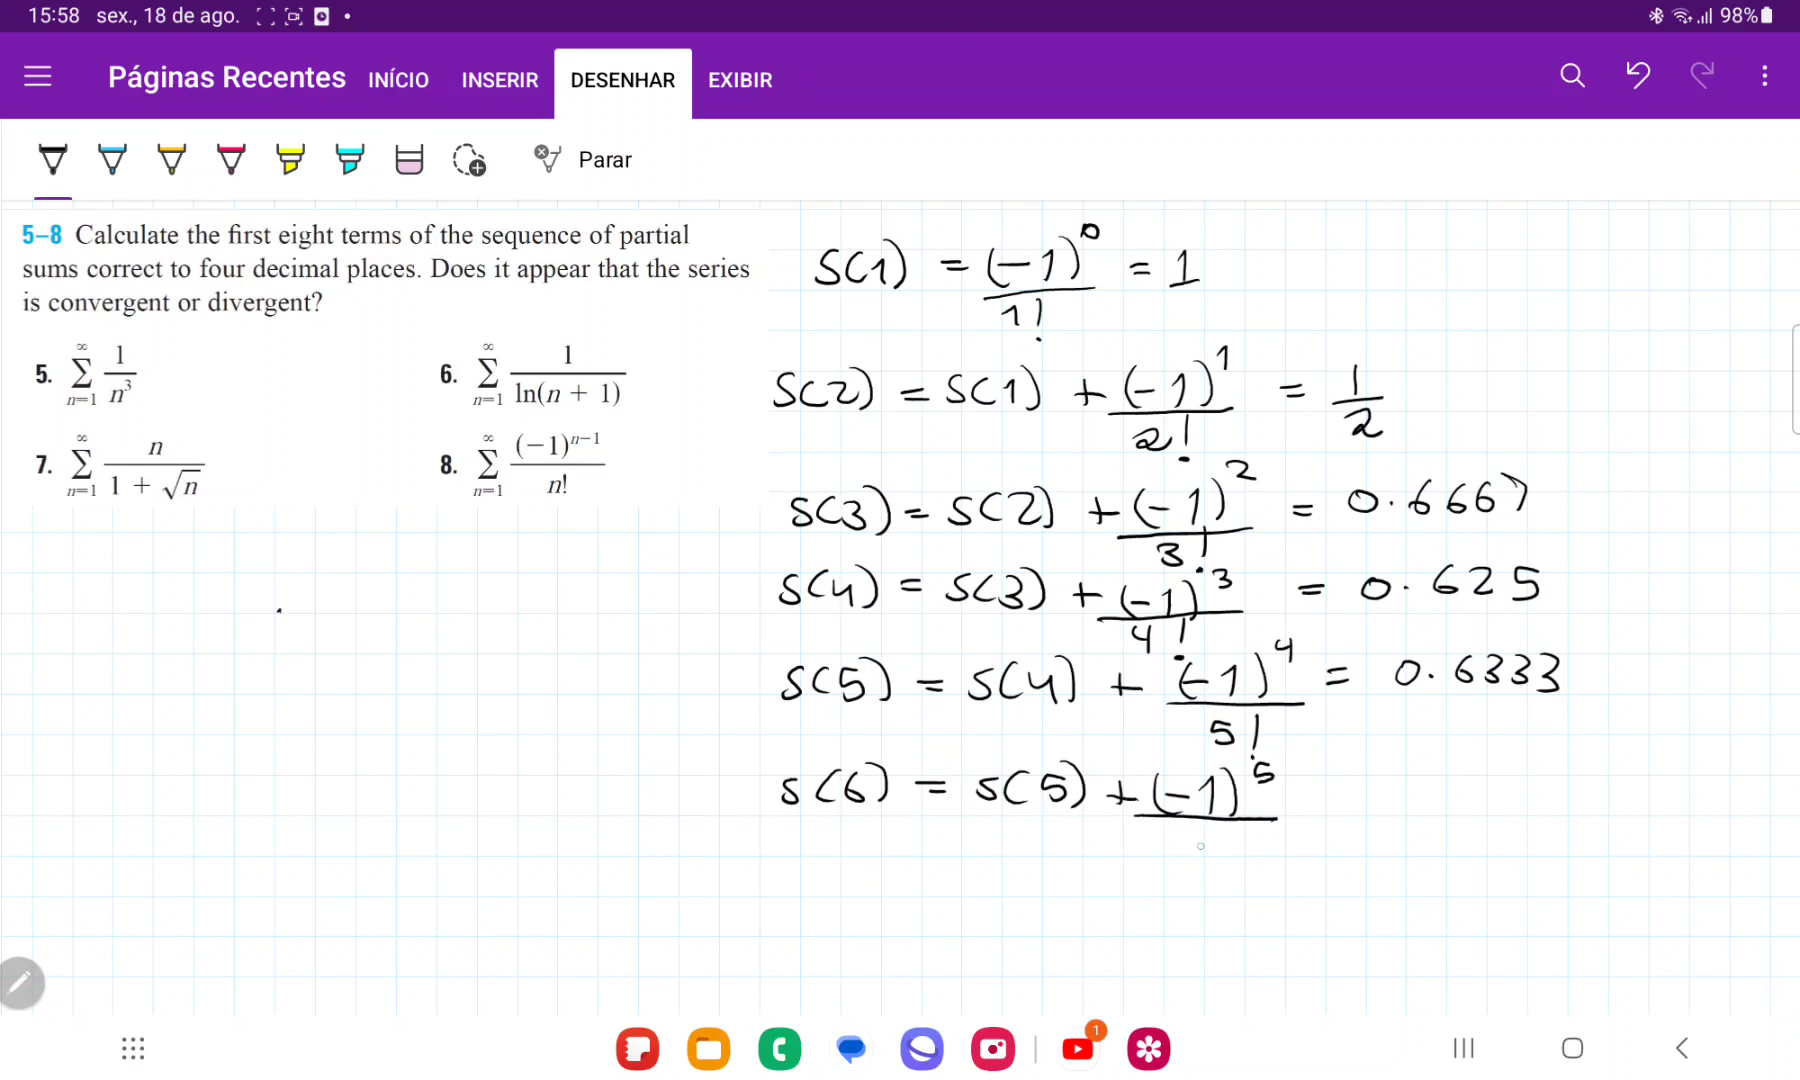 15:58 sex., 18 de ago. 98%
Páginas Recentes INÍCIO INSERIR DESENHAR EXIBIR
Parar
5–8 Calculate the first eight terms of the sequence of partial
sums correct to four decimal places. Does it appear that the series
is convergent or divergent?
5. ∞ ∑ n=1 1/n³
6. ∞ ∑ n=1 1/ln(n + 1)
7. ∞ ∑ n=1 n/(1 + √n)
8. ∞ ∑ n=1 (−1)ⁿ⁻¹/n!
S(1) = (-1)⁰/1! = 1
S(2) = S(1) + (-1)¹/2! = 1/2
S(3) = S(2) + (-1)²/3! = 0.6667
S(4) = S(3) + (-1)³/4! = 0.625
S(5) = S(4) + (-1)⁴/5! = 0.6333
S(6) = S(5) + (-1)⁵
1